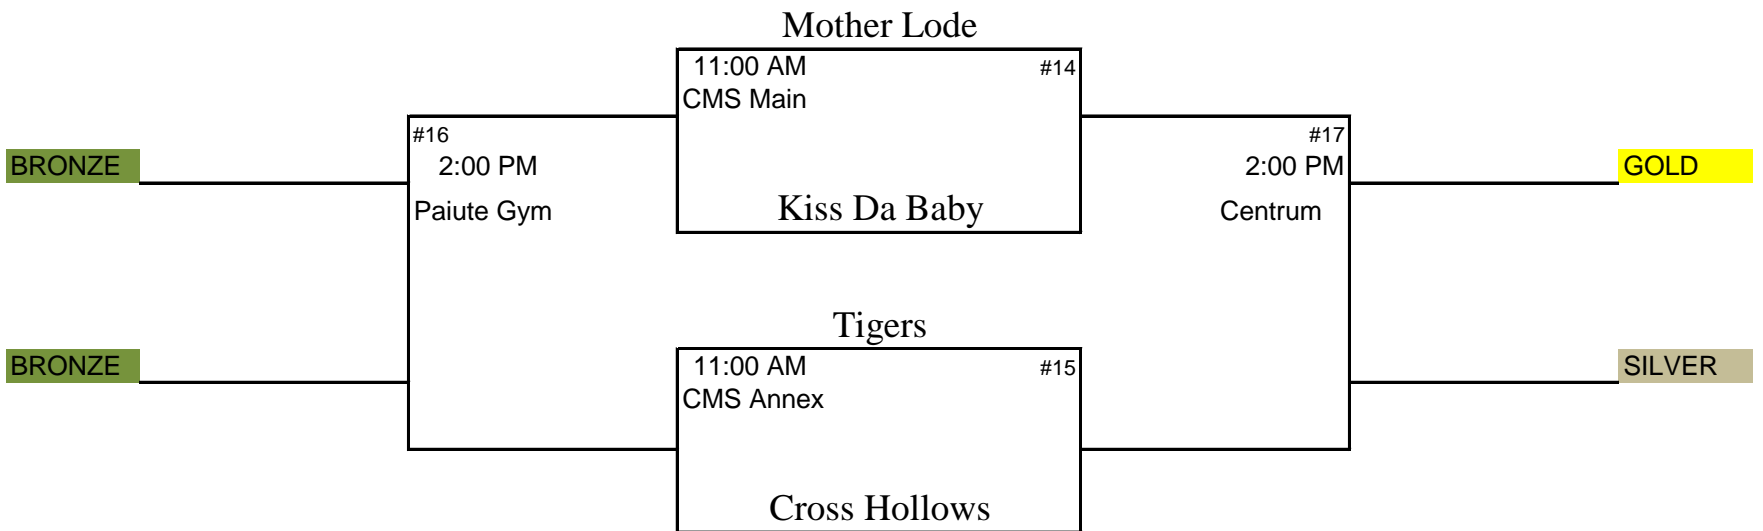 Mother Lode
11:00 AM #14
CMS Main
#16 #17
BRONZE 2:00 PM 2:00 PM GOLD
Paiute Gym Kiss Da Baby Centrum
Tigers
BRONZE 11:00 AM #15 SILVER
CMS Annex
Cross Hollows